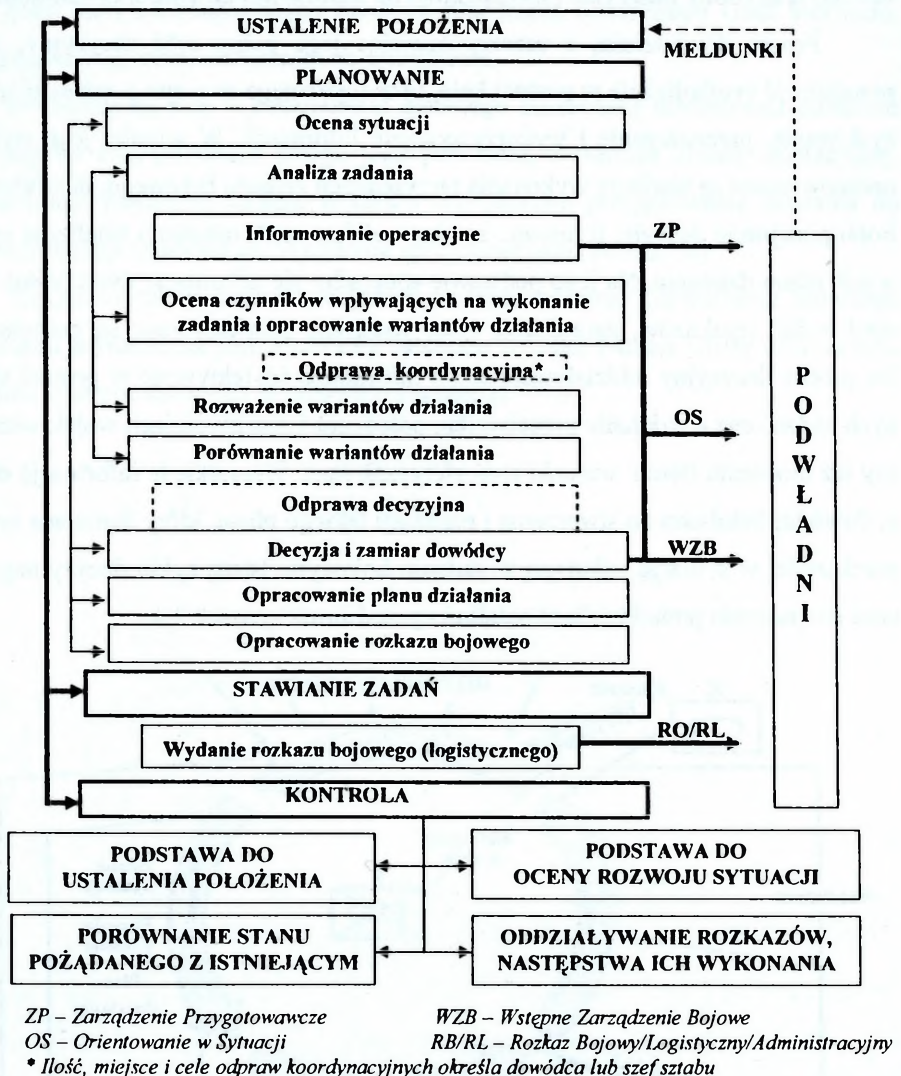 USTALENIE POŁOŻENIA
MELDUNKI
PLANOWANIE
Ocena sytuacji
Analiza zadania
Informowanie operacyjne
ZP
Ocena czynników wpływających na wykonanie
zadania i opracowanie wariantów działania
Odprawa koordynacyjna*
Rozważenie wariantów działania
OS
Porównanie wariantów działania
Odprawa decyzyjna
Decyzja i zamiar dowódcy
WZB
Opracowanie planu działania
Opracowanie rozkazu bojowego
PODWŁADNI
STAWIANIE ZADAŃ
Wydanie rozkazu bojowego (logistycznego)
RO/RL
KONTROLA
PODSTAWA DO
USTALENIA POŁOŻENIA
PODSTAWA DO
OCENY ROZWOJU SYTUACJI
PORÓWNANIE STANU
POŻĄDANEGO Z ISTNIEJĄCYM
ODDZIAŁYWANIE ROZKAZÓW,
NASTĘPSTWA ICH WYKONANIA
ZP – Zarządzenie Przygotowawcze
WZB – Wstępne Zarządzenie Bojowe
OS – Orientowanie w Sytuacji
RB/RL – Rozkaz Bojowy/Logistyczny/Administracyjny
* Ilość, miejsce i cele odpraw koordynacyjnych określa dowódca lub szef sztabu